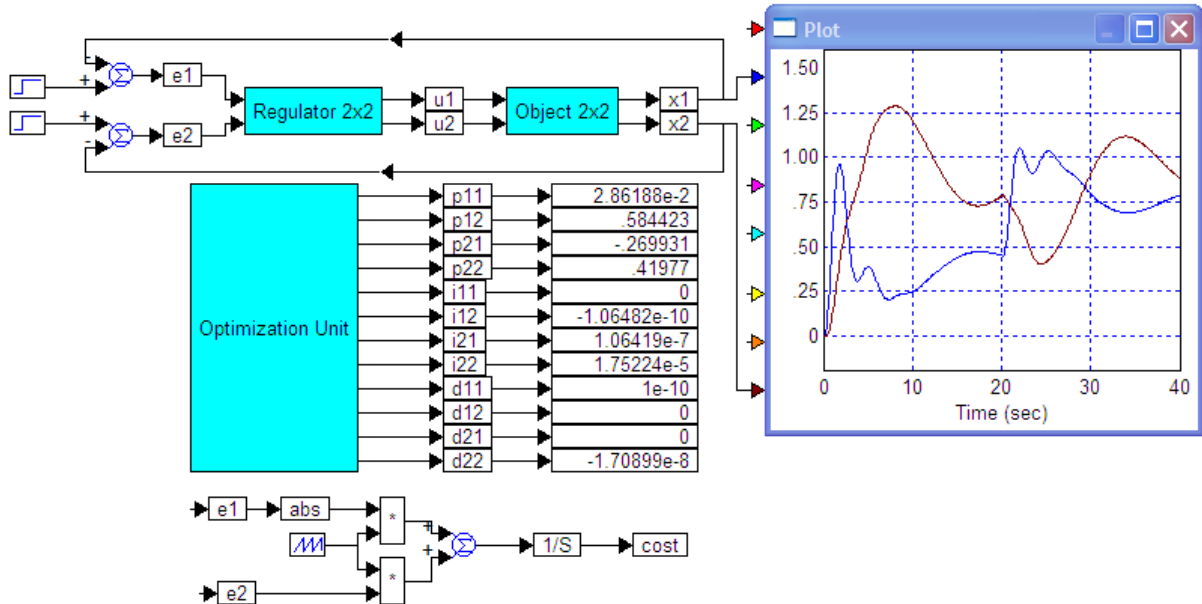 Plot
-
+
Σ
e1
Regulator 2x2
u1
u2
Object 2x2
x1
x2
+
-
Σ
e2
1.50
1.25
1.00
.75
.50
.25
0
0 10 20 30 40
Time (sec)
Optimization Unit
p11 2.86188e-2
p12 .584423
p21 -.269931
p22 .41977
i11 0
i12 -1.06482e-10
i21 1.06419e-7
i22 1.75224e-5
d11 1e-10
d12 0
d21 0
d22 -1.70899e-8
e1 abs * +
Σ 1/S cost
+
*
e2